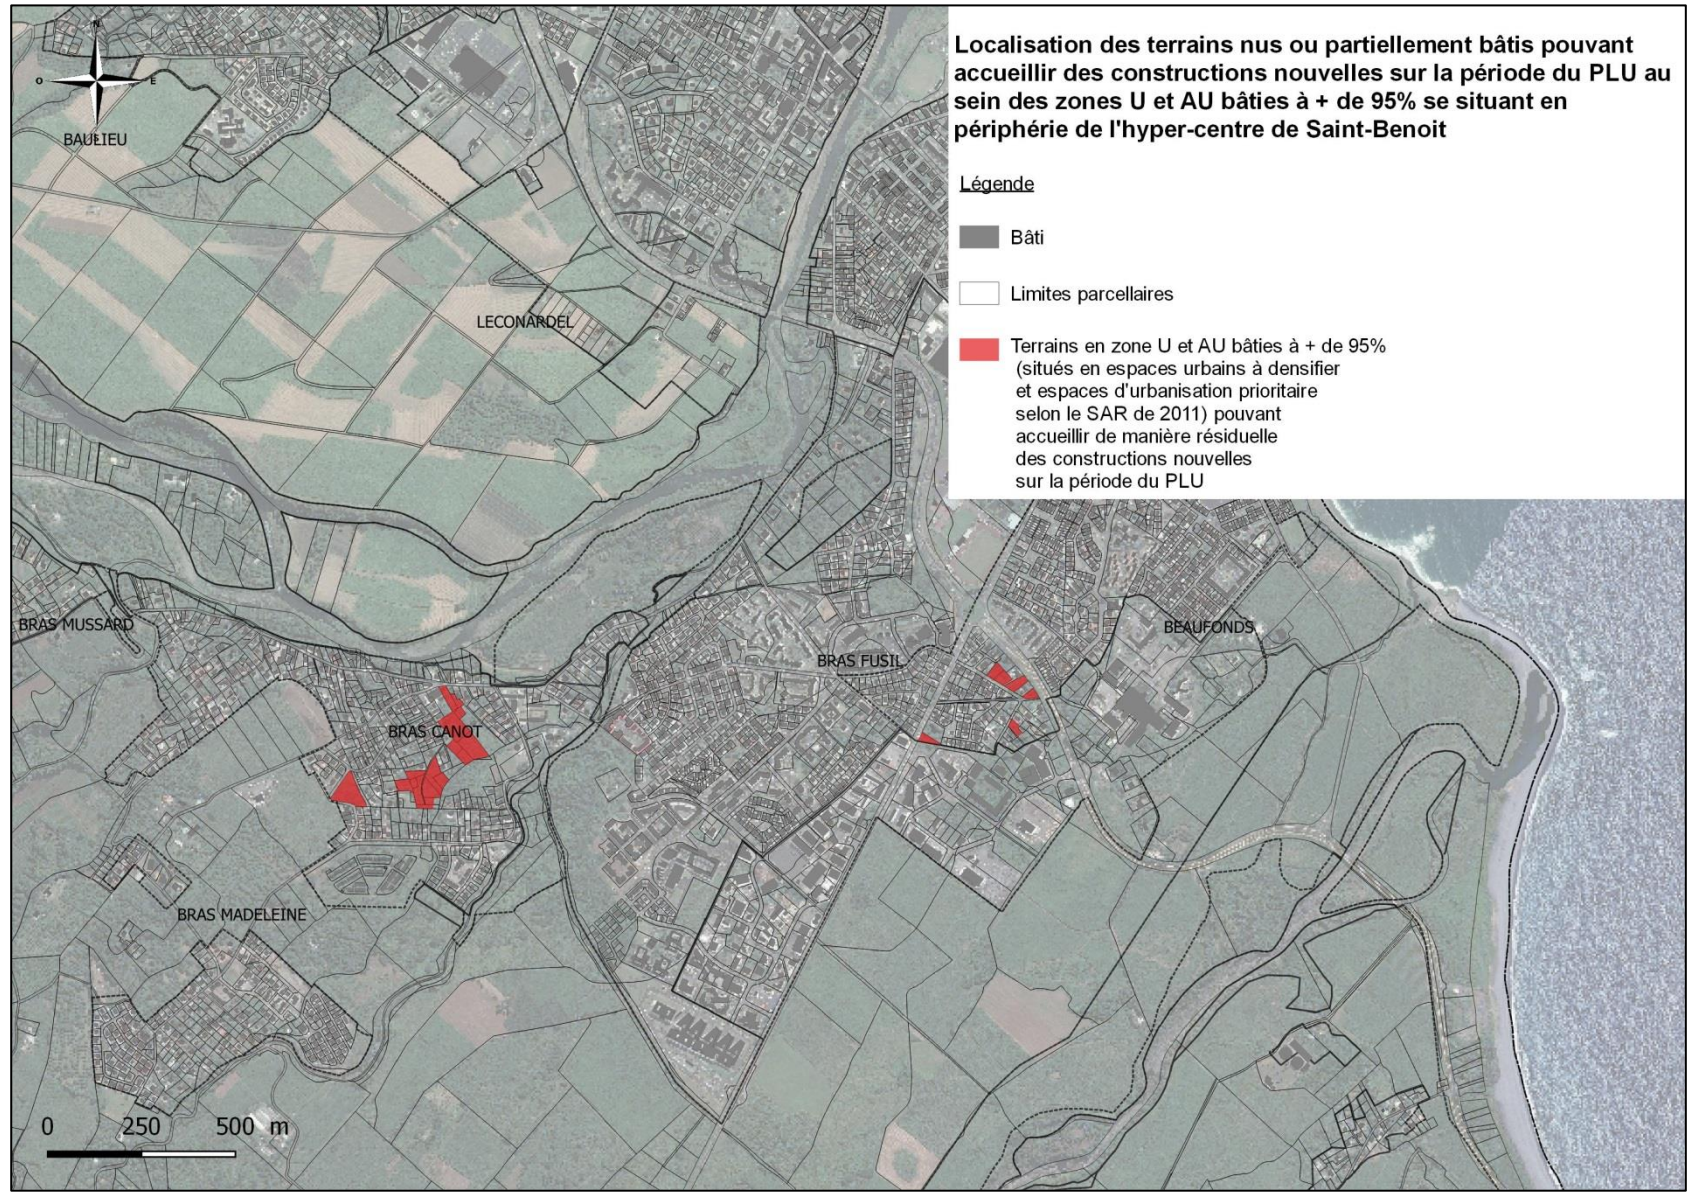 Localisation des terrains nus ou partiellement bâtis pouvant
accueillir des constructions nouvelles sur la période du PLU au
sein des zones U et AU bâties à + de 95% se situant en
périphérie de l'hyper-centre de Saint-Benoit
Légende
Bâti
Limites parcellaires
Terrains en zone U et AU bâties à + de 95%
(situés en espaces urbains à densifier
et espaces d'urbanisation prioritaire
selon le SAR de 2011) pouvant
accueillir de manière résiduelle
des constructions nouvelles
sur la période du PLU
N
O
E
S
BAULIEU
LECONARDEL
BRAS MUSSARD
BEAUFONDS
BRAS FUSIL
BRAS CANOT
BRAS MADELEINE
0 250 500 m